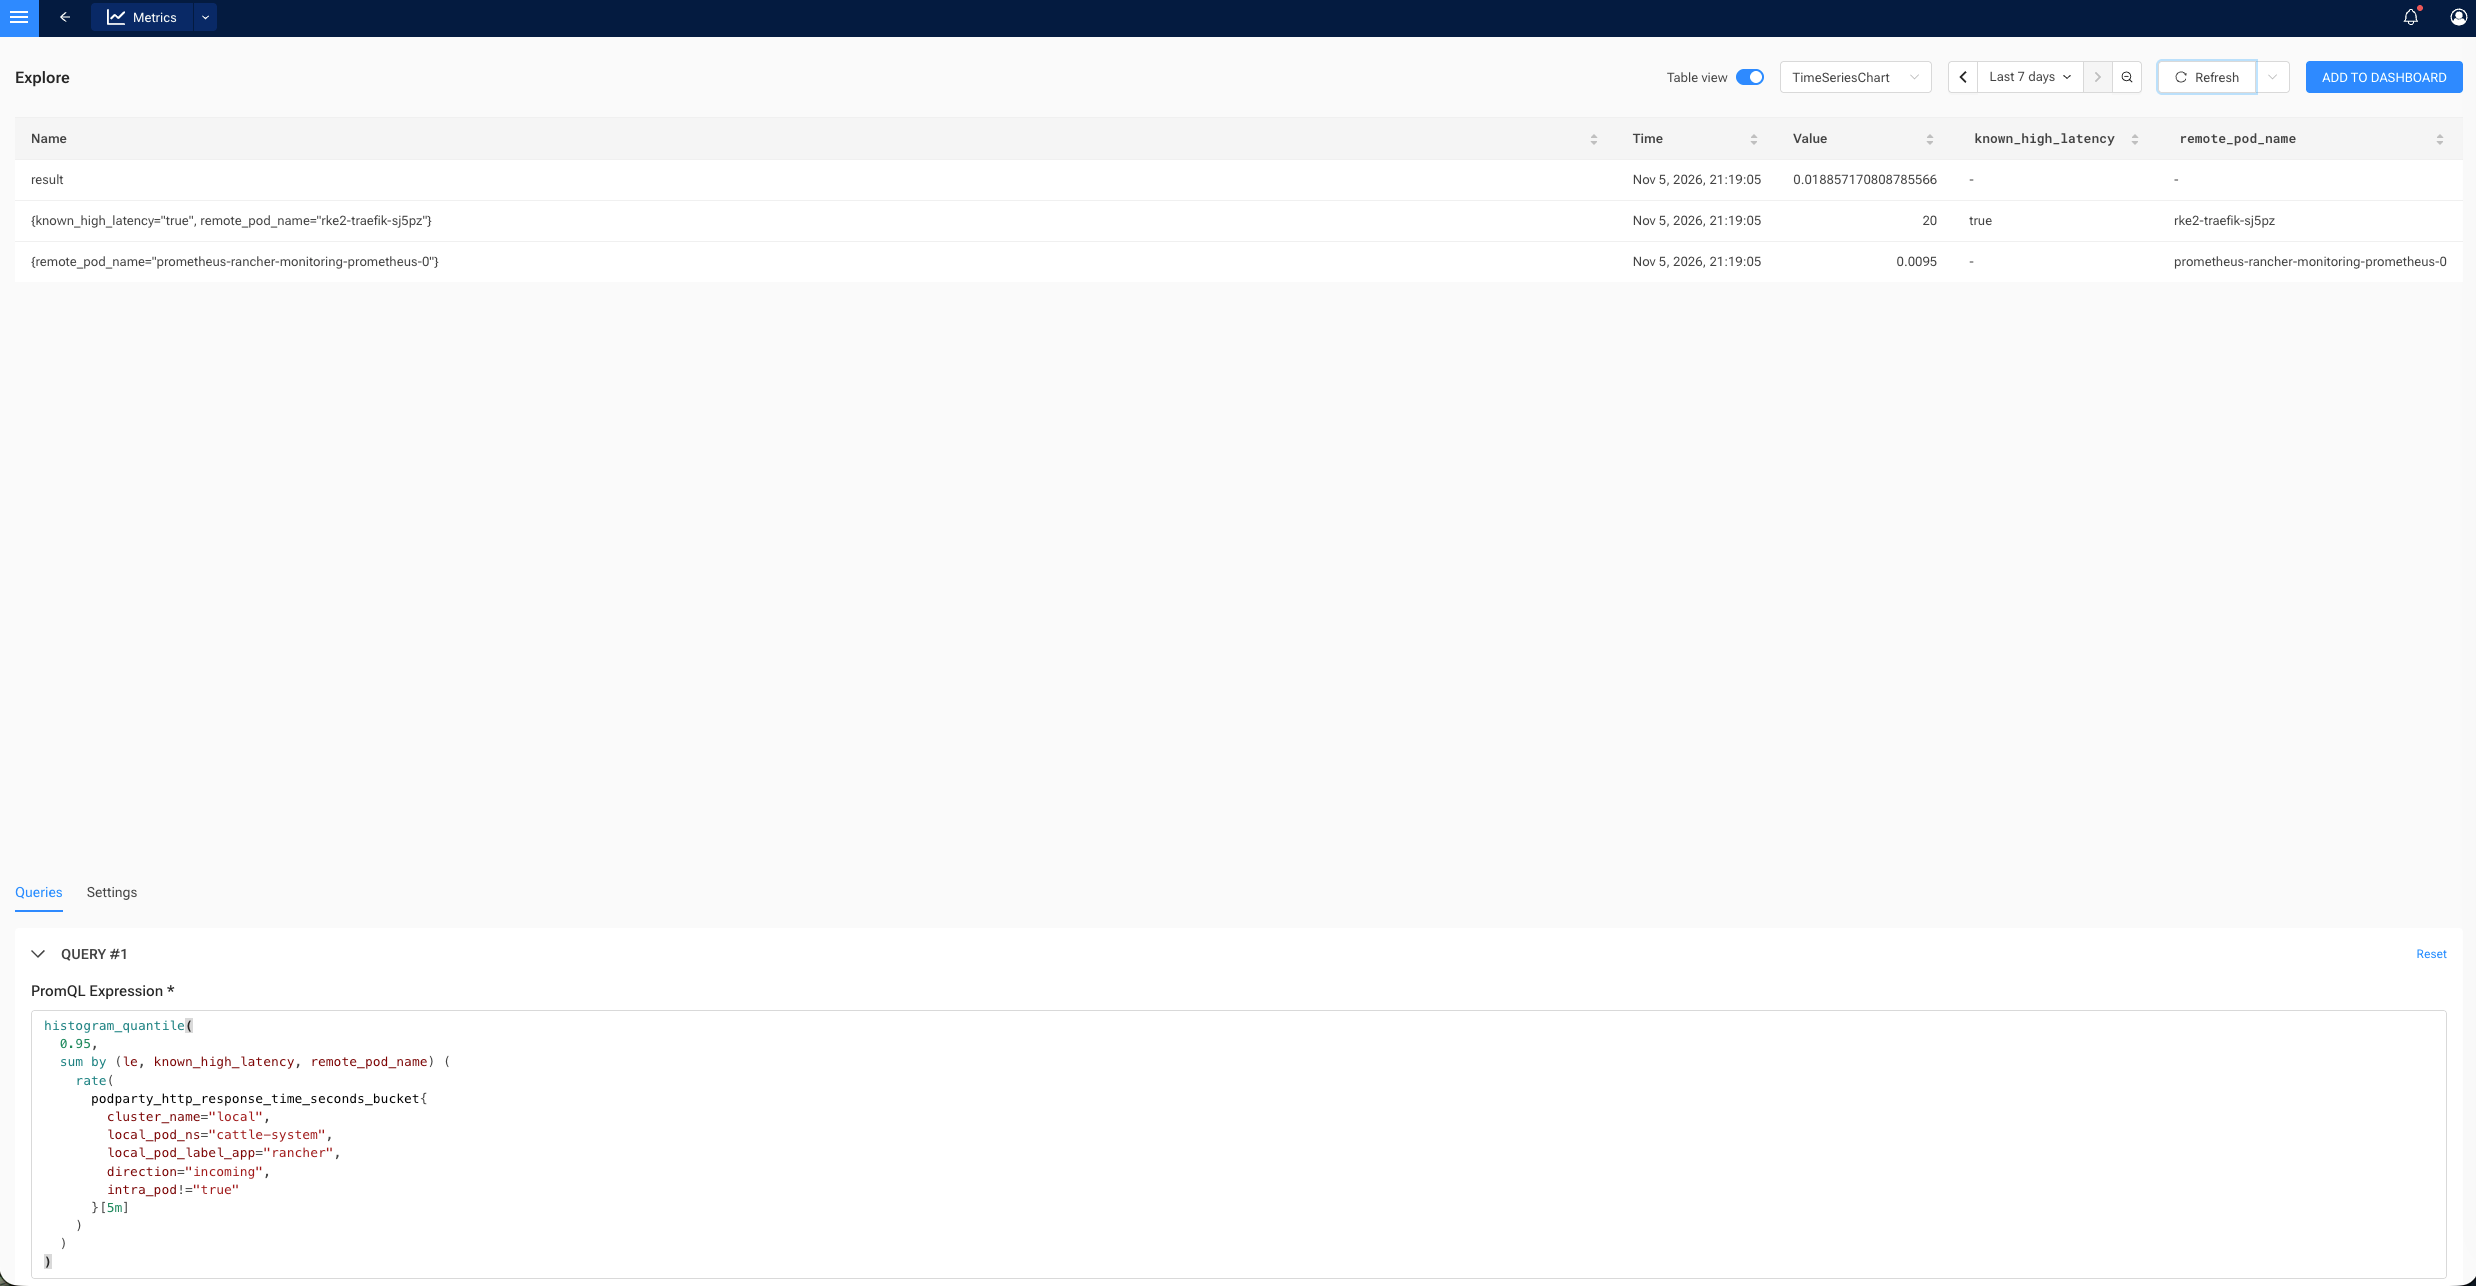 Metrics
Explore
Table view
TimeSeriesChart
Last 7 days
Refresh
ADD TO DASHBOARD
Name Time Value known_high_latency remote_pod_name
result Nov 5, 2026, 21:19:05 0.018857170808785566 - -
{known_high_latency="true", remote_pod_name="rke2-traefik-sj5pz"} Nov 5, 2026, 21:19:05 20 true rke2-traefik-sj5pz
{remote_pod_name="prometheus-rancher-monitoring-prometheus-0"} Nov 5, 2026, 21:19:05 0.0095 - prometheus-rancher-monitoring-prometheus-0
Queries Settings
QUERY #1 Reset
PromQL Expression *
histogram_quantile(
0.95,
sum by (le, known_high_latency, remote_pod_name) (
rate(
podparty_http_response_time_seconds_bucket{
cluster_name="local",
local_pod_ns="cattle-system",
local_pod_label_app="rancher",
direction="incoming",
intra_pod!="true"
}[5m]
)
)
)